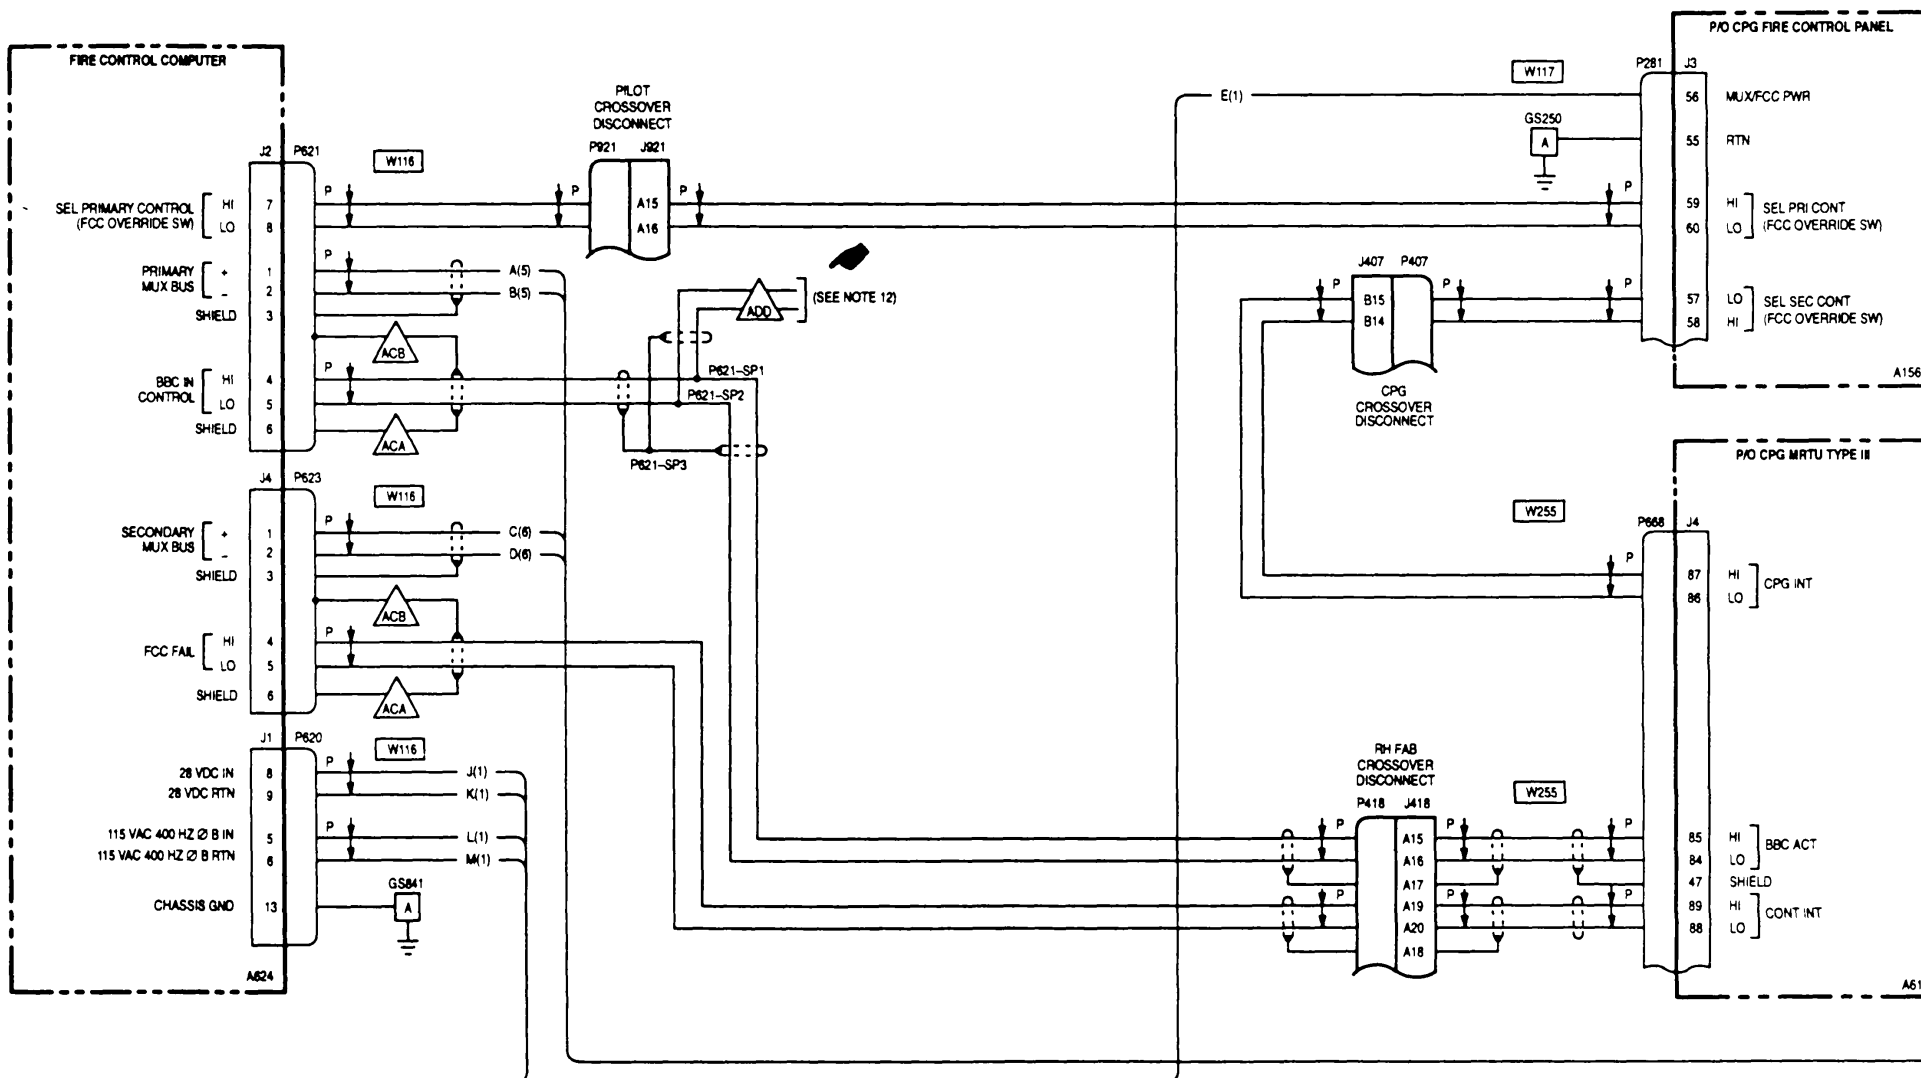 FIRE CONTROL COMPUTER
J2 P621
W116
SEL PRIMARY CONTROL
(FCC OVERRIDE SW)
HI 7 P
LO 8
PRIMARY
MUX BUS
+ 1 P A(5)
- 2 B(5)
SHIELD 3
ACB
BBC IN
CONTROL
HI 4 P
LO 5
SHIELD 6
ACA
J4 P623
W116
SECONDARY
MUX BUS
+ 1 P C(6)
- 2 D(6)
SHIELD 3
ACB
FCC FAIL
HI 4 P
LO 5
SHIELD 6
ACA
J1 P620
W116
28 VDC IN 8 P J(1)
28 VDC RTN 9 K(1)
115 VAC 400 HZ Ø B IN 5 P L(1)
115 VAC 400 HZ Ø B RTN 6 M(1)
GS841
CHASSIS GND 13 A
A624
PILOT
CROSSOVER
DISCONNECT
P921 J921
P A15 P
A16
ADD
(SEE NOTE 12)
P621-SP1
P621-SP2
P621-SP3
E(1)
W117
GS250
A
P/O CPG FIRE CONTROL PANEL
P281 J3
56 MUX/FCC PWR
55 RTN
P 59 HI
60 LO
SEL PRI CONT
(FCC OVERRIDE SW)
P 57 LO
58 HI
SEL SEC CONT
(FCC OVERRIDE SW)
A156
J407 P407
P B15 P
B14
CPG
CROSSOVER
DISCONNECT
P/O CPG MRTU TYPE III
W255
P668 J4
P 87 HI
86 LO
CPG INT
RH FAB
CROSSOVER
DISCONNECT
P418 J418
W255
P A15 P P 85 HI
A16 84 LO
BBC ACT
A17 47 SHIELD
P A19 P P 89 HI
A20 88 LO
CONT INT
A18
A61